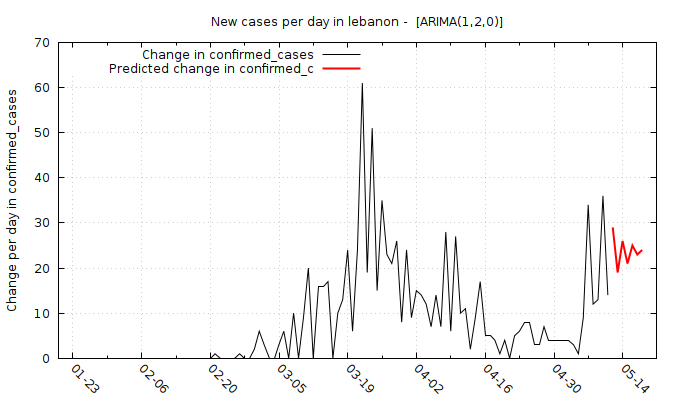 New cases per day in lebanon -  [ARIMA(1,2,0)]
Change in confirmed_cases
Predicted change in confirmed_c
Change per day in confirmed_cases
70
60
50
40
30
20
10
0
01-23 02-06 02-20 03-05 03-19 04-02 04-16 04-30 05-14